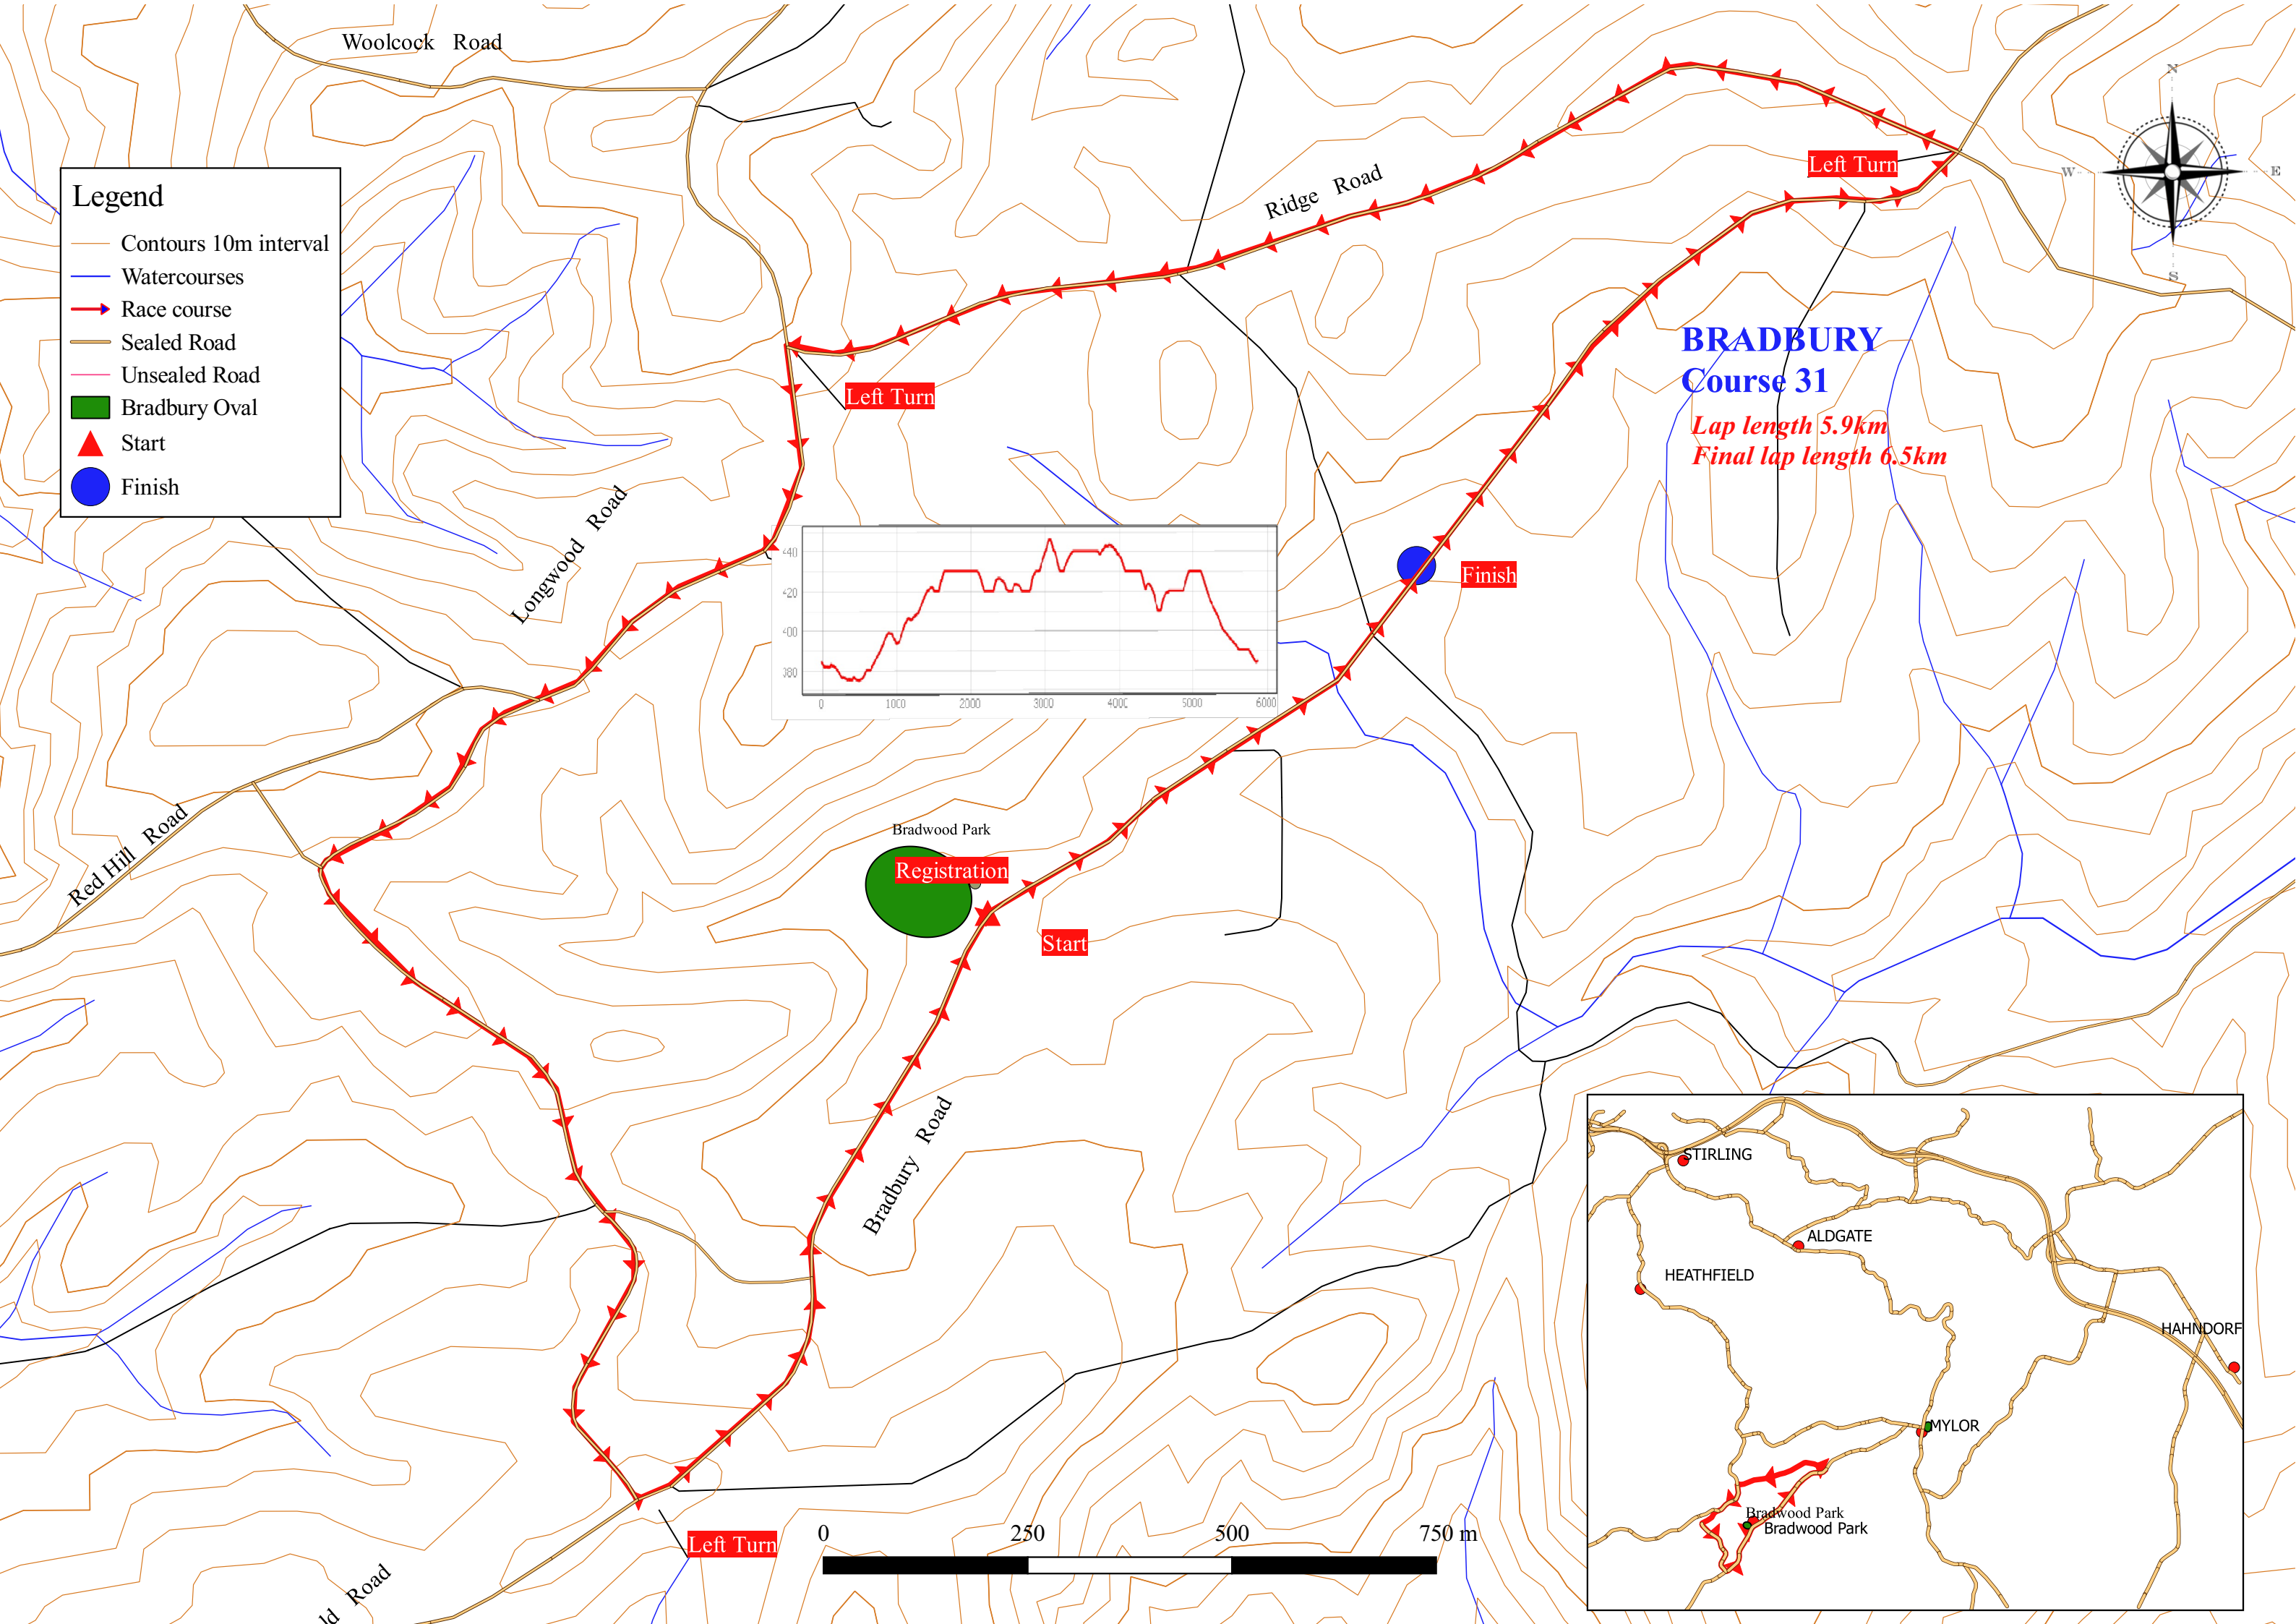 Woolcock Road
N
W
E
S
Left Turn
Ridge Road
Legend
Contours 10m interval
Watercourses
Race course
Sealed Road
Unsealed Road
Bradbury Oval
Start
Finish
BRADBURY
Course 31
Lap length 5.9km
Final lap length 6.5km
Left Turn
Longwood Road
0
1000
2000
3000
5000
6000
Finish
Red Hill Road
Bradwood Park
Registration
Start
Bradbury Road
STIRLING
ALDGATE
HEATHFIELD
HAHNDORF
MYLOR
Bradwood Park
Bradwood Park
Left Turn
0 250 500 750 m
ld Road